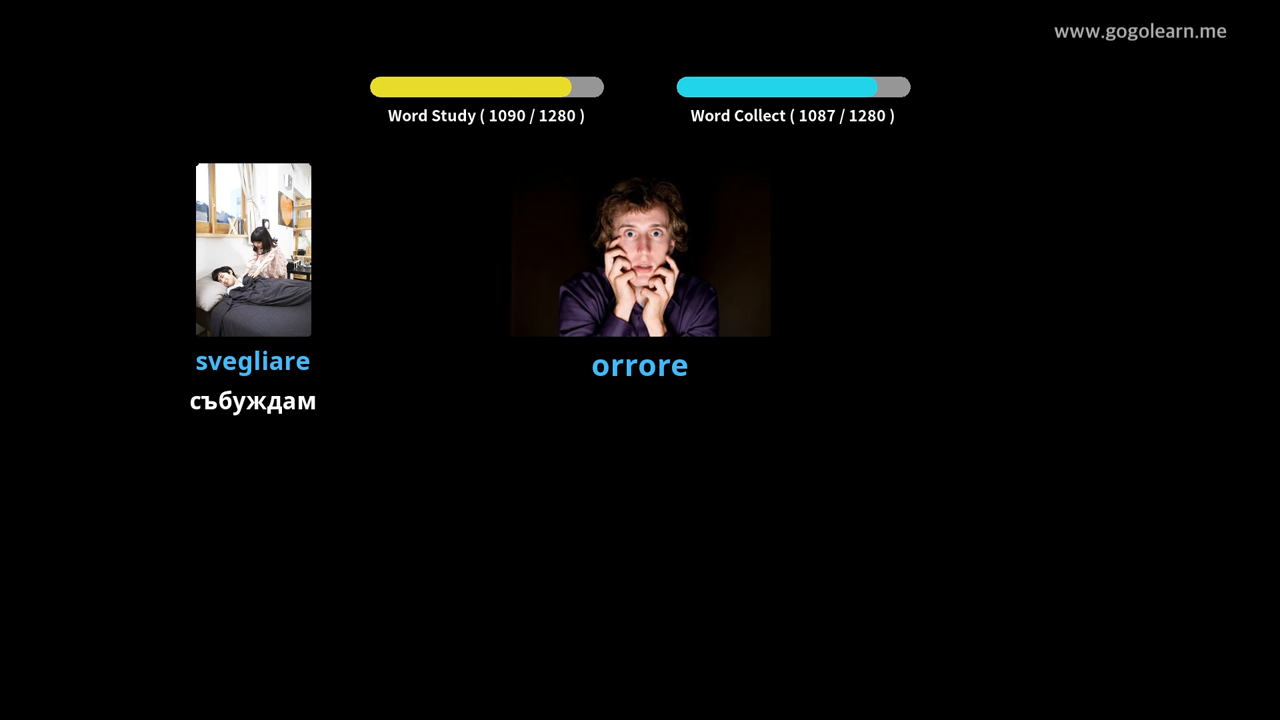 www.gogolearn.me
Word Study ( 1090 / 1280 )
Word Collect ( 1087 / 1280 )
svegliare
събуждам
orrore